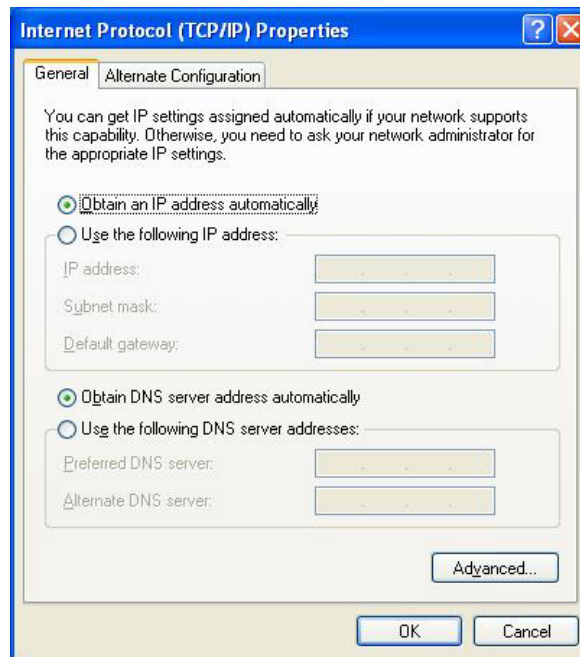 Internet Protocol (TCP/IP) Properties
General
Alternate Configuration
You can get IP settings assigned automatically if your network supports
this capability. Otherwise, you need to ask your network administrator for
the appropriate IP settings.
Obtain an IP address automatically
Use the following IP address:
IP address:
Subnet mask:
Default gateway:
Obtain DNS server address automatically
Use the following DNS server addresses:
Preferred DNS server:
Alternate DNS server:
Advanced...
OK
Cancel